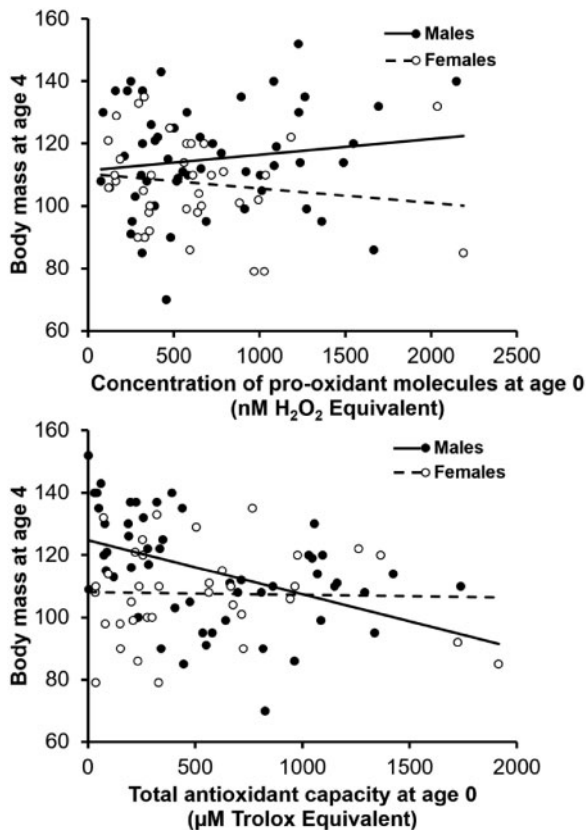 160
Males
Females
140
120
100
80
60
Body mass at age 4
0 500 1000 1500 2000 2500
Concentration of pro-oxidant molecules at age 0
(nM H₂O₂ Equivalent)
160
Males
Females
140
120
100
80
60
Body mass at age 4
0 500 1000 1500 2000
Total antioxidant capacity at age 0
(µM Trolox Equivalent)